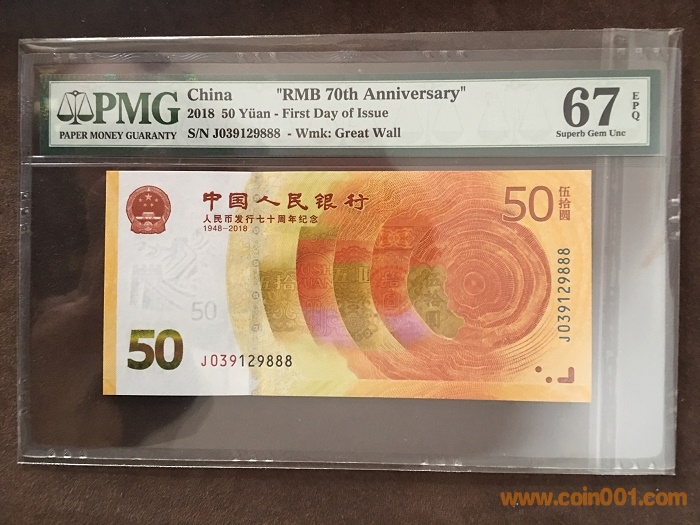 PMG
PAPER MONEY GUARANTY
China "RMB 70th Anniversary"
2018 50 Yüan - First Day of Issue
S/N J039129888 - Wmk: Great Wall
67 EPQ
Superb Gem Unc
中国人民银行
人民币发行七十周年纪念
1948-2018
50 伍拾圆
50
50
J039129888
J039129888
www.coin001.com